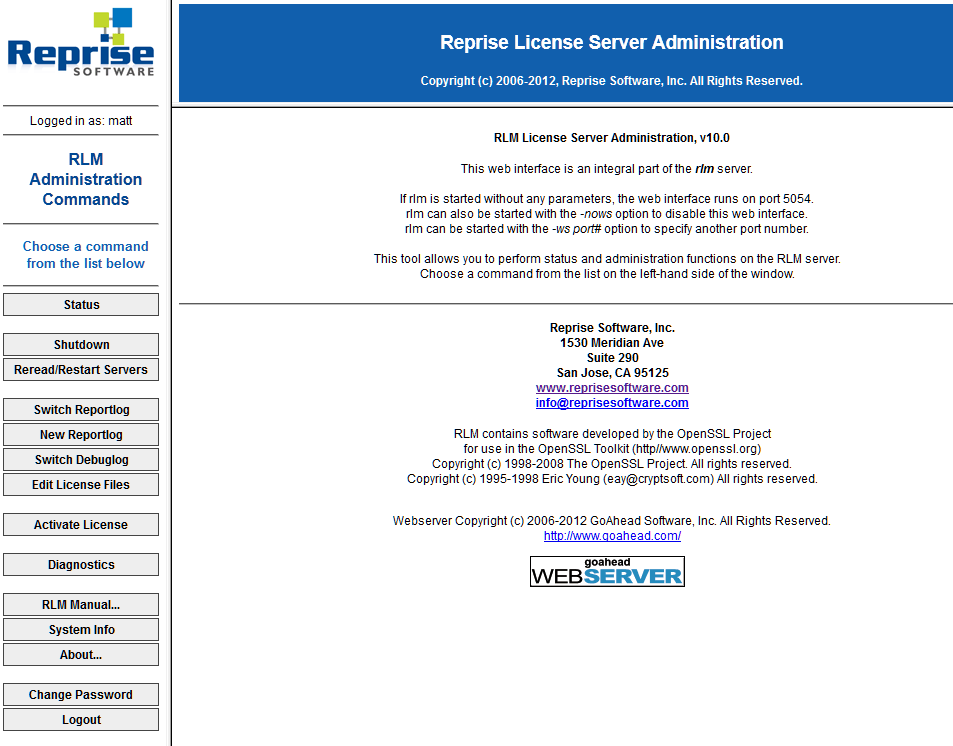 Reprise
SOFTWARE
Logged in as: matt
RLM
Administration
Commands
Choose a command
from the list below
Status
Shutdown
Reread/Restart Servers
Switch Reportlog
New Reportlog
Switch Debuglog
Edit License Files
Activate License
Diagnostics
RLM Manual...
System Info
About...
Change Password
Logout
Reprise License Server Administration
Copyright (c) 2006-2012, Reprise Software, Inc. All Rights Reserved.
RLM License Server Administration, v10.0
This web interface is an integral part of the rlm server.
If rlm is started without any parameters, the web interface runs on port 5054.
rlm can also be started with the -nows option to disable this web interface.
rlm can be started with the -ws port# option to specify another port number.
This tool allows you to perform status and administration functions on the RLM server.
Choose a command from the list on the left-hand side of the window.
Reprise Software, Inc.
1530 Meridian Ave
Suite 290
San Jose, CA 95125
www.reprisesoftware.com
info@reprisesoftware.com
RLM contains software developed by the OpenSSL Project
for use in the OpenSSL Toolkit (http//www.openssl.org)
Copyright (c) 1998-2008 The OpenSSL Project. All rights reserved.
Copyright (c) 1995-1998 Eric Young (eay@cryptsoft.com) All rights reserved.
Webserver Copyright (c) 2006-2012 GoAhead Software, Inc. All Rights Reserved.
http://www.goahead.com/
goahead
WEBSERVER